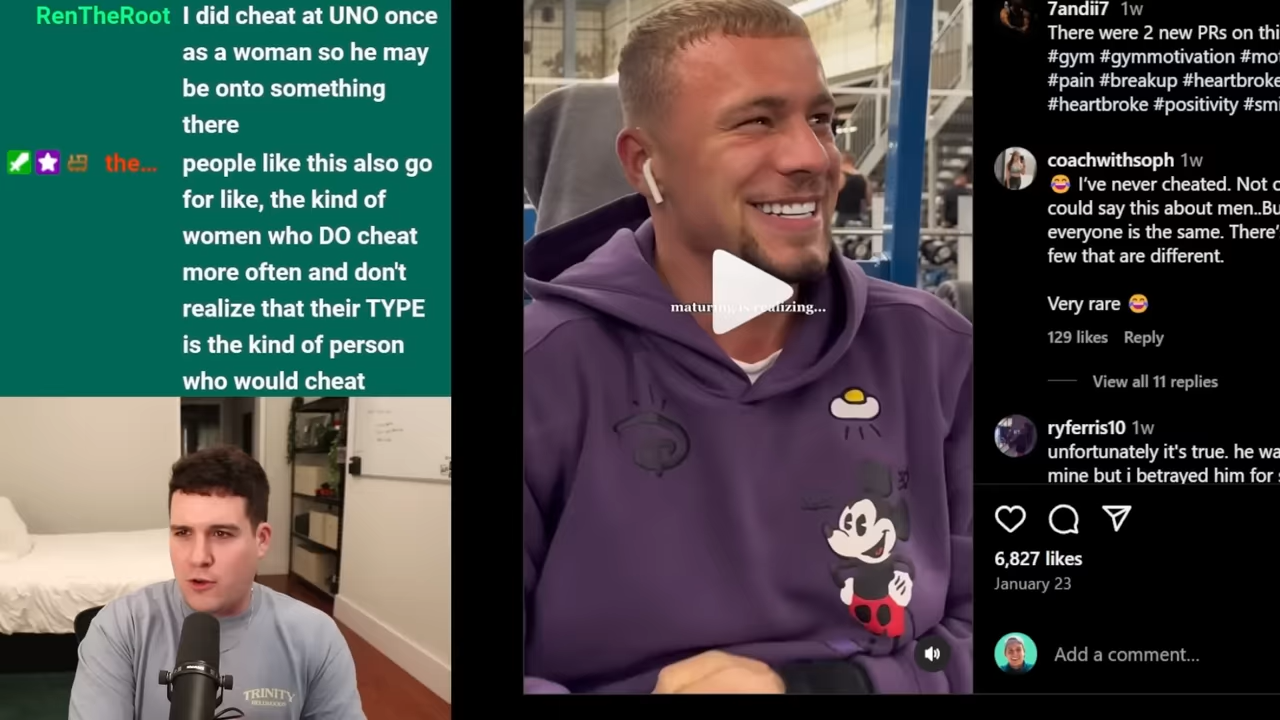 RenTheRoot I did cheat at UNO once
as a woman so he may
be onto something
there
the... people like this also go
for like, the kind of
women who DO cheat
more often and don't
realize that their TYPE
is the kind of person
who would cheat
TRINITY
maturing is realizing...
7andii7 1w
There were 2 new PRs on thi
#gym #gymmotivation #mo
#pain #breakup #heartbroke
#heartbroke #positivity #smi
coachwithsoph 1w
😂 I've never cheated. Not o
could say this about men..Bu
everyone is the same. There'
few that are different.
Very rare 😂
129 likes Reply
View all 11 replies
ryferris10 1w
unfortunately it's true. he wa
mine but i betrayed him for s
6,827 likes
January 23
Add a comment...